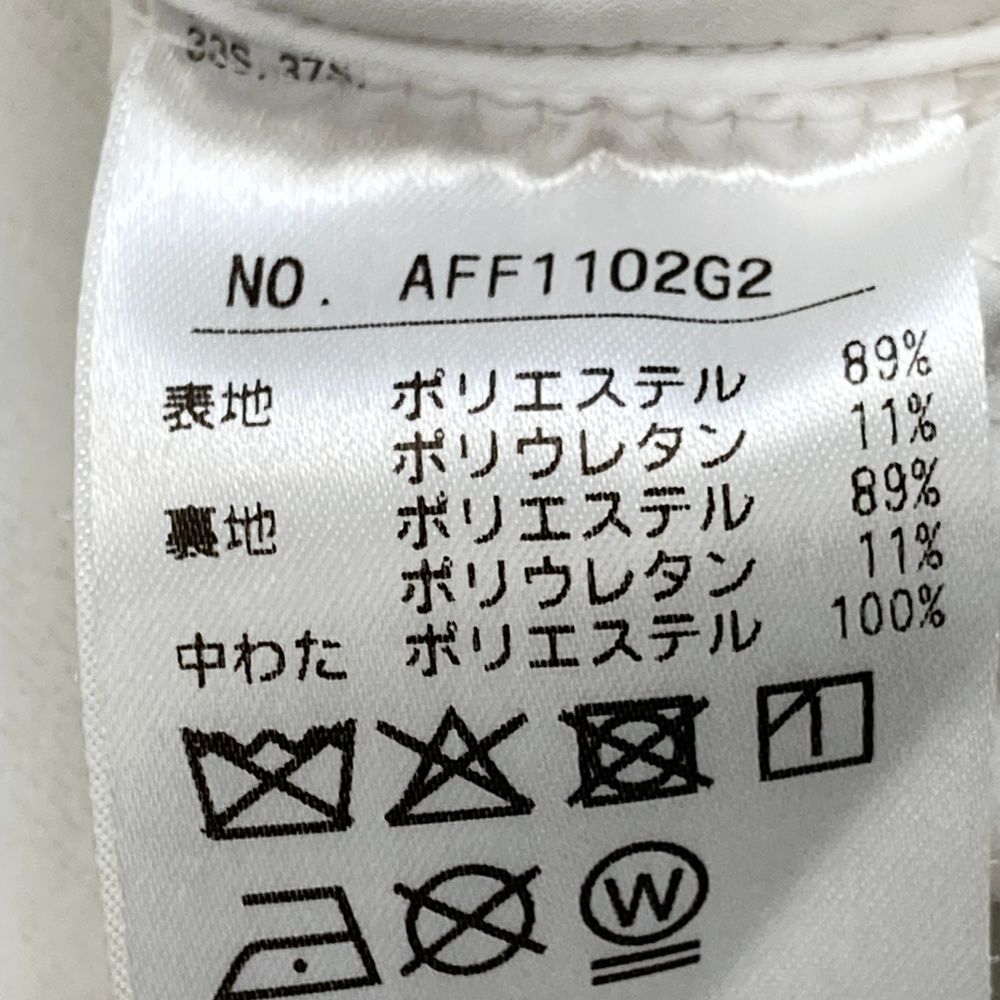 NO. AFF1102G2
表地 ポリエステル 89%
ポリウレタン 11%
裏地 ポリエステル 89%
ポリウレタン 11%
中わた ポリエステル 100%
W